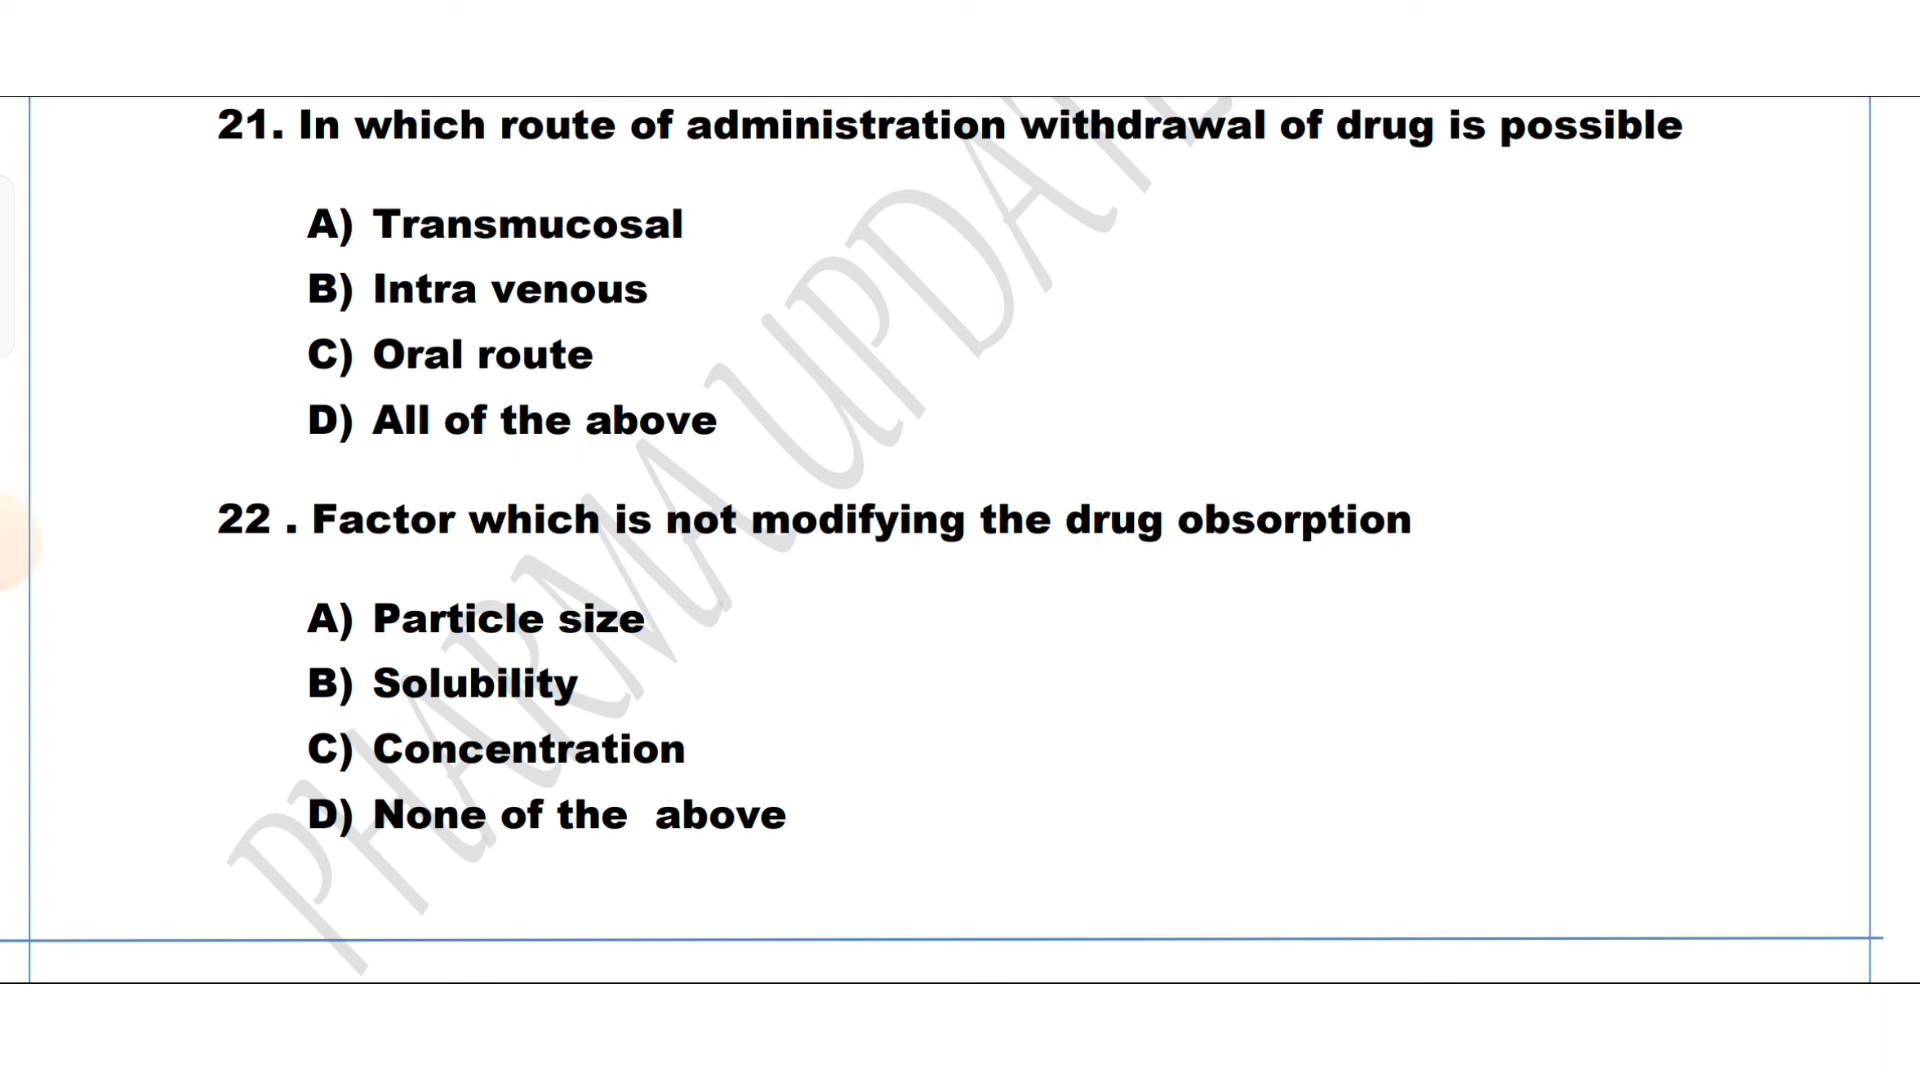 21. In which route of administration withdrawal of drug is possible
A) Transmucosal
B) Intra venous
C) Oral route
D) All of the above
22 . Factor which is not modifying the drug obsorption
A) Particle size
B) Solubility
C) Concentration
D) None of the  above
PHARMA UPDATE